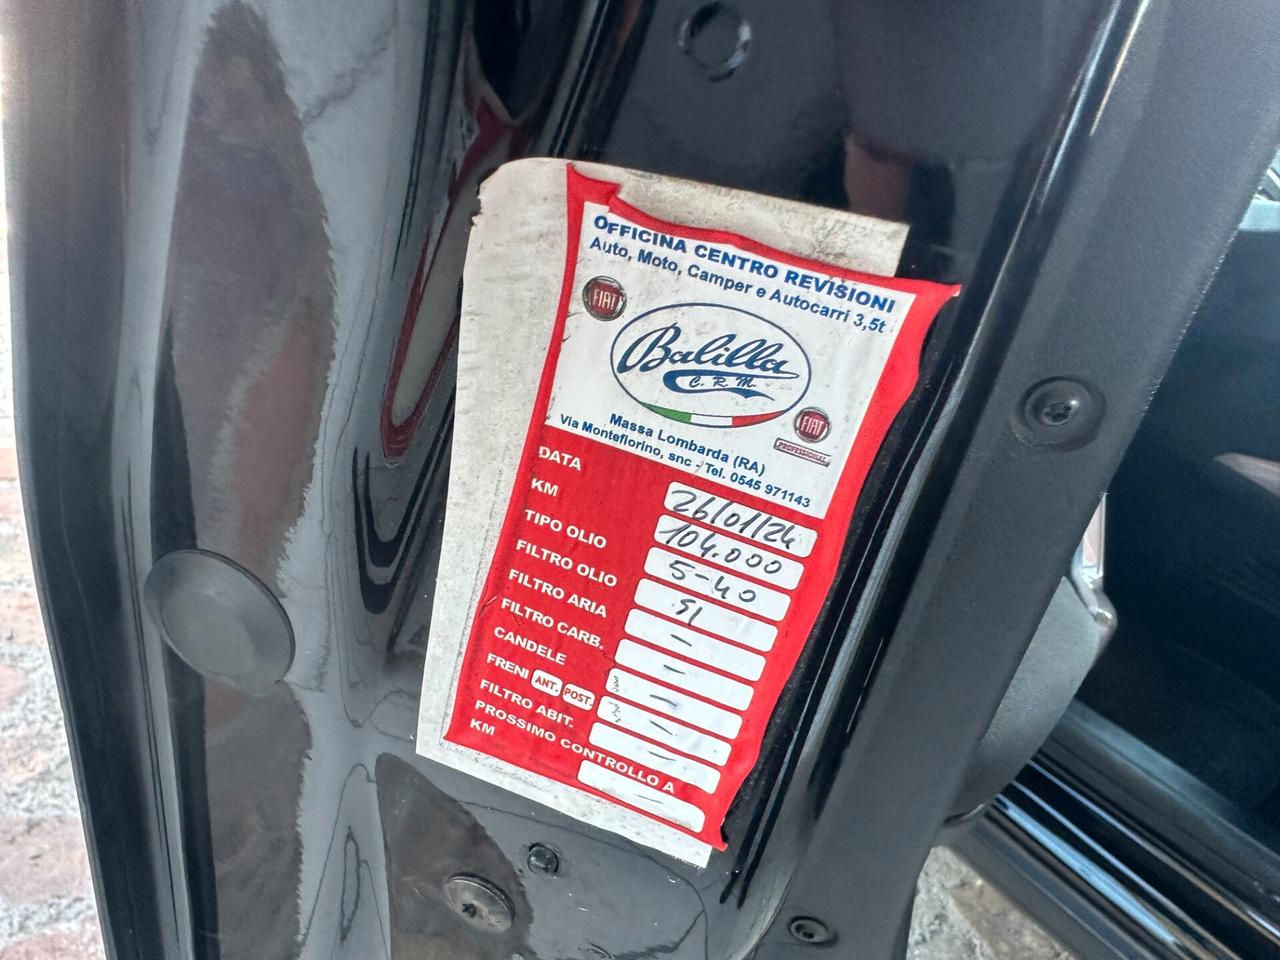 OFFICINA CENTRO REVISIONI
Auto, Moto, Camper e Autocarri 3,5t
FIAT
Balilla
C. R. M.
FIAT
PROFESSIONAL
Massa Lombarda (RA)
Via Montefiorino, snc - Tel. 0545 971143
DATA 26/01/24
KM 104.000
TIPO OLIO 5-40
FILTRO OLIO SI
FILTRO ARIA –
FILTRO CARB. –
CANDELE –
FRENI ANT. POST. –
FILTRO ABIT. –
PROSSIMO CONTROLLO A
KM –